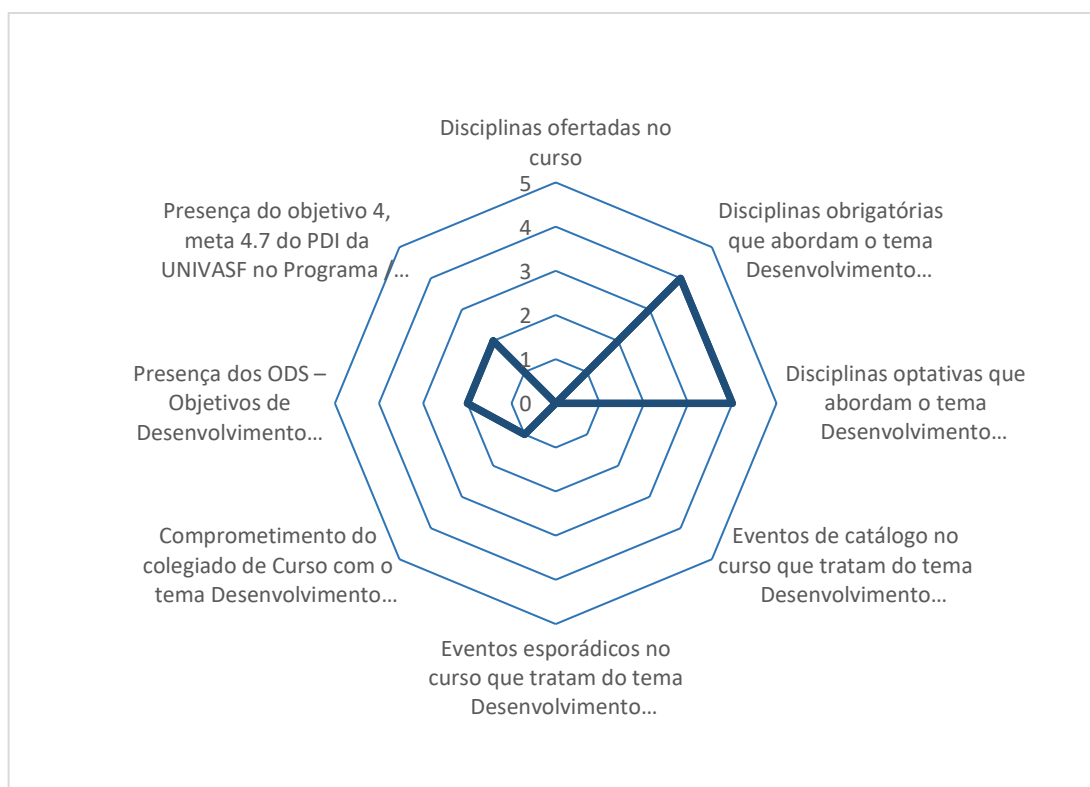 Disciplinas ofertadas no
curso
5
4
3
2
1
0
Disciplinas obrigatórias
que abordam o tema
Desenvolvimento...
Disciplinas optativas que
abordam o tema
Desenvolvimento...
Eventos de catálogo no
curso que tratam do tema
Desenvolvimento...
Eventos esporádicos no
curso que tratam do tema
Desenvolvimento...
Comprometimento do
colegiado de Curso com o
tema Desenvolvimento...
Presença dos ODS –
Objetivos de
Desenvolvimento...
Presença do objetivo 4,
meta 4.7 do PDI da
UNIVASF no Programa /...